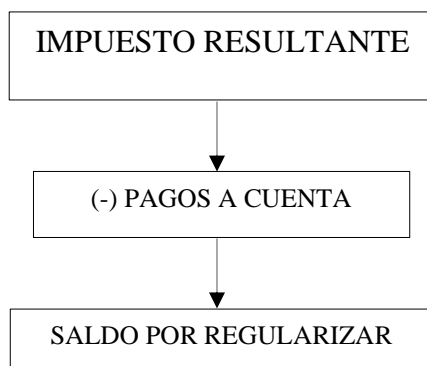 IMPUESTO RESULTANTE
(-) PAGOS A CUENTA
SALDO POR REGULARIZAR